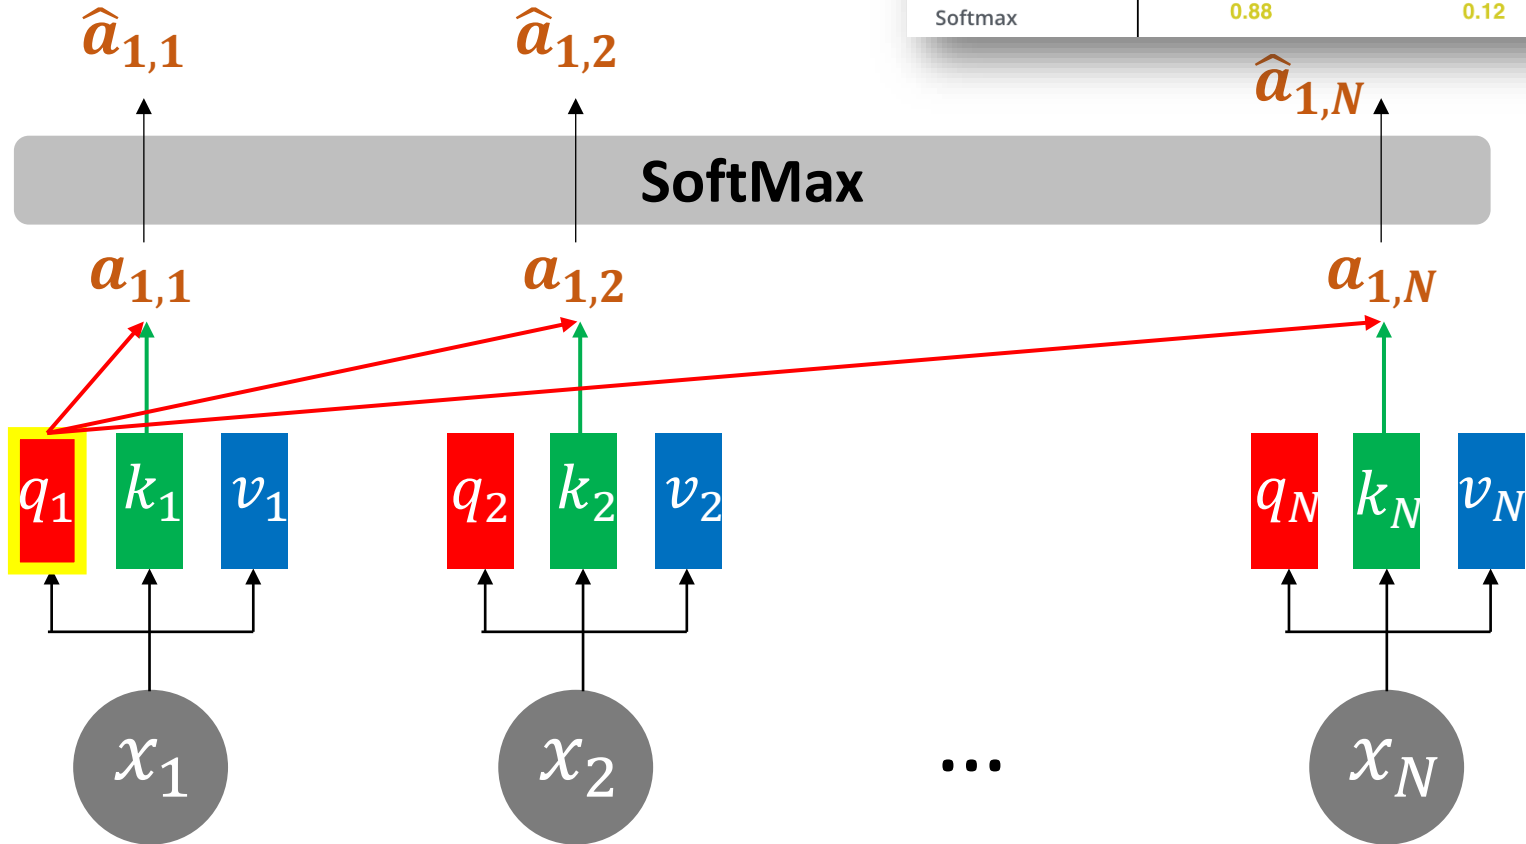 Softmax 0.88 0.12
â₁,₁ â₁,₂ â₁,N
SoftMax
a₁,₁ a₁,₂ a₁,N
q₁ k₁ v₁ q₂ k₂ v₂ qN kN vN
x₁ x₂ ... xN